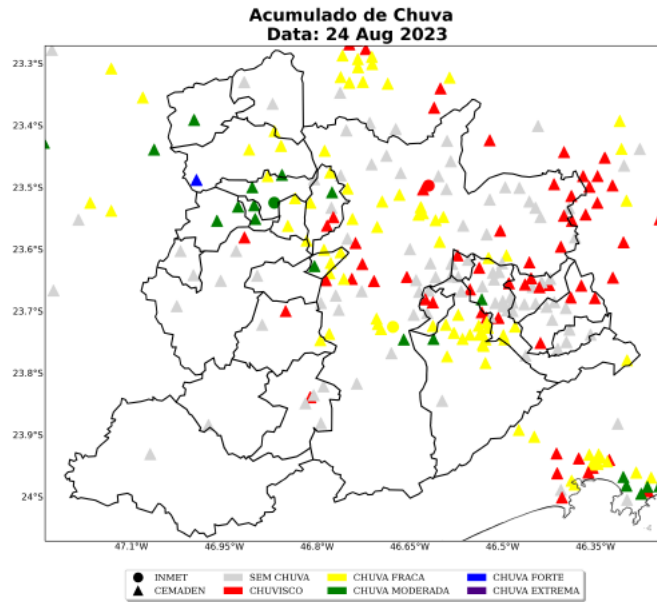 Acumulado de Chuva
Data: 24 Aug 2023
23.3°S
23.4°S
23.5°S
23.6°S
23.7°S
23.8°S
23.9°S
24°S
47.1°W
46.95°W
46.8°W
46.65°W
46.5°W
46.35°W
INMET
SEM CHUVA
CHUVA FRACA
CHUVA FORTE
CEMADEN
CHUVISCO
CHUVA MODERADA
CHUVA EXTREMA